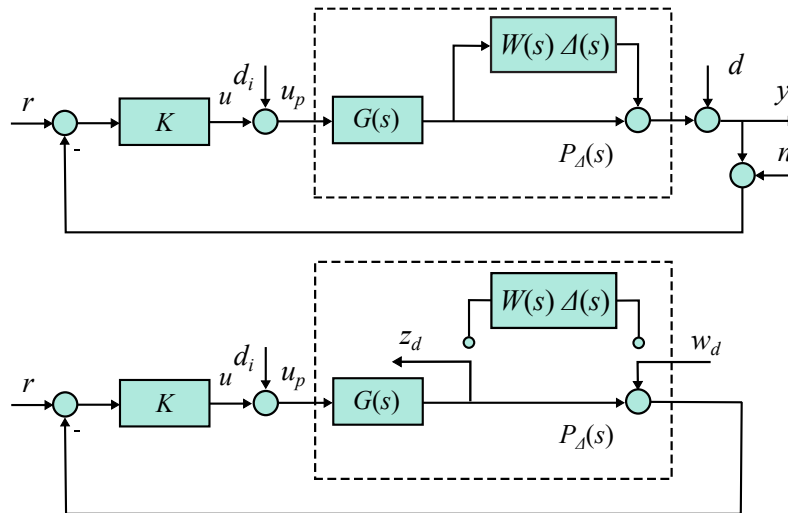 W(s) Δ(s)
d_i
d
r
K
u
u_p
G(s)
y
-
P_Δ(s)
n
W(s) Δ(s)
z_d
w_d
d_i
r
K
u
u_p
G(s)
-
P_Δ(s)